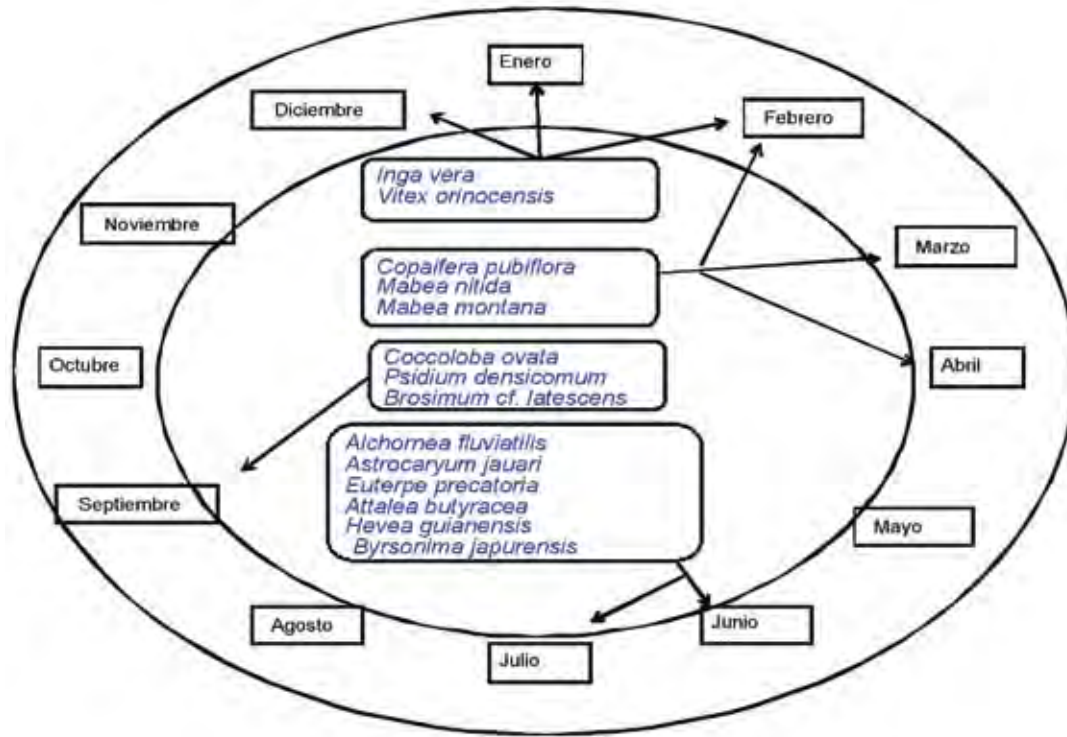 Enero
Diciembre
Febrero
Inga vera
Vitex orinocensis
Noviembre
Marzo
Copaifera pubiflora
Mabea nitida
Mabea montana
Octubre
Abril
Coccoloba ovata
Psidium densicomum
Brosimum cf. latescens
Alchornea fluviatilis
Astrocaryum jauari
Euterpe precatoria
Attalea butyracea
Hevea guianensis
Byrsonima japurensis
Septiembre
Mayo
Agosto
Junio
Julio